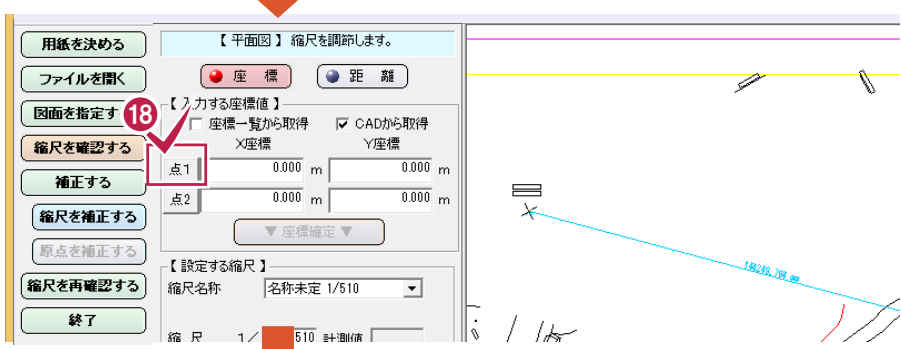 用紙を決める
ファイルを開く
図面を指定す
縮尺を確認する
補正する
縮尺を補正する
原点を補正する
縮尺を再確認する
終了
【 平面図 】 縮尺を調節します。
座 標
距 離
【 入力する座標値 】
座標一覧から取得 CADから取得
X座標 Y座標
18
点1 0.000 m 0.000 m
点2 0.000 m 0.000 m
▼ 座標確定 ▼
【 設定する縮尺 】
縮尺名称 名称未定 1/510
縮 尺 1/ 510 計測値